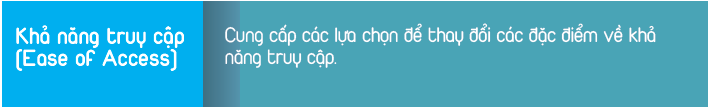 Khả năng truy cập
(Ease of Access)
Cung cấp các lựa chọn để thay đổi các đặc điểm về khả
năng truy cập.